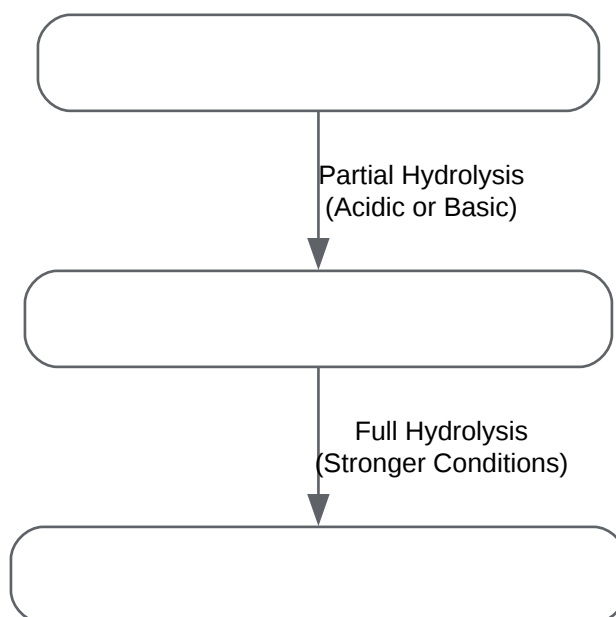 Partial Hydrolysis
(Acidic or Basic)
Full Hydrolysis
(Stronger Conditions)